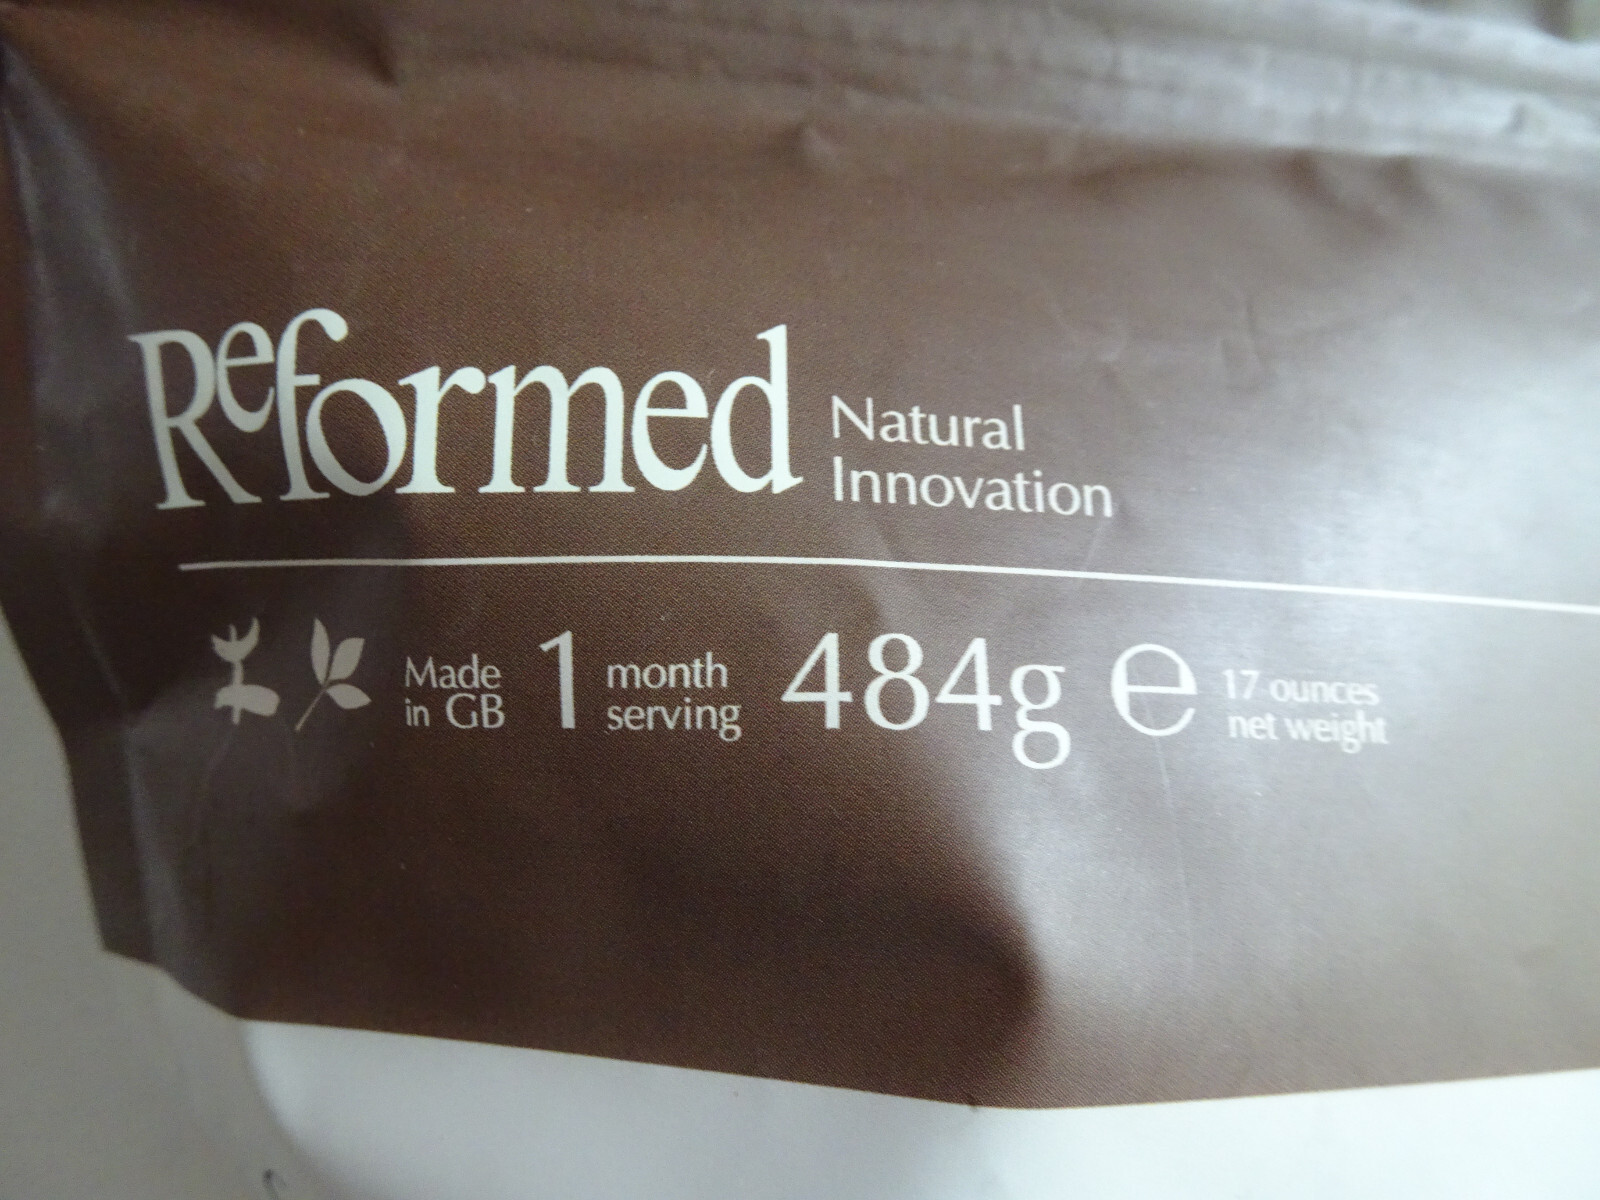 Reformed
Natural
Innovation
Made
in GB
1
month
serving
484g ℮
17 ounces
net weight